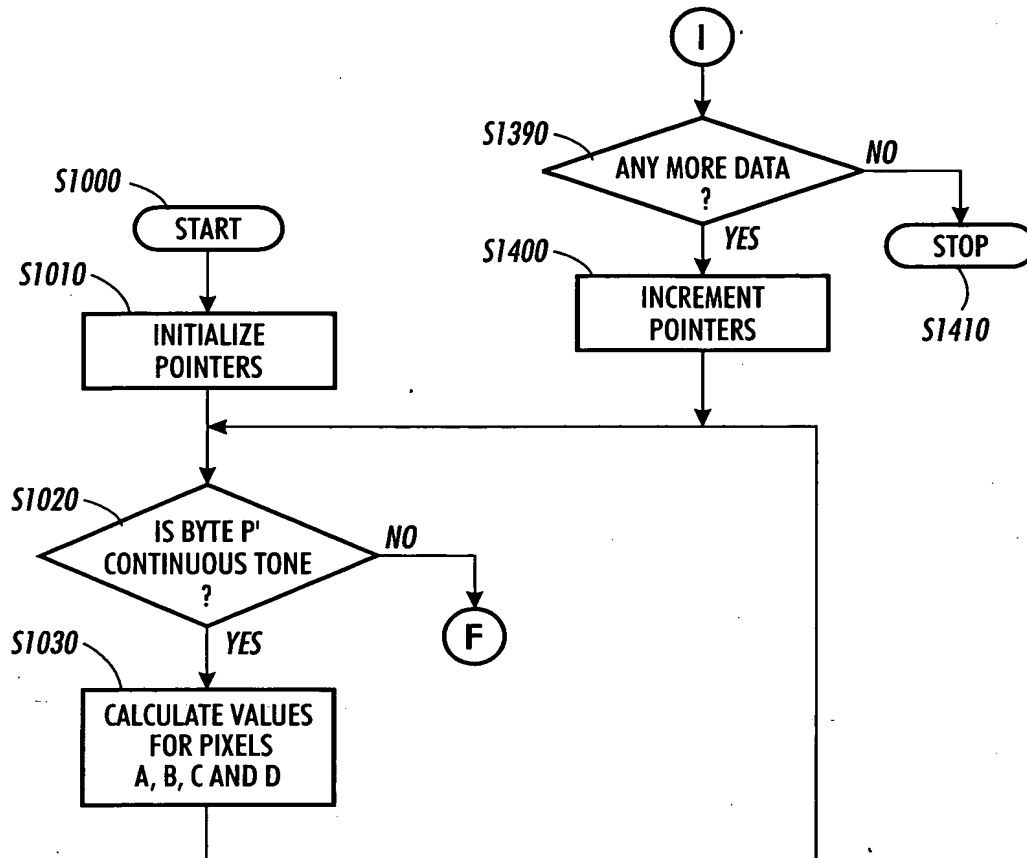 I
S1390
ANY MORE DATA
?
NO
YES
STOP
S1410
S1400
INCREMENT
POINTERS
S1000
START
S1010
INITIALIZE
POINTERS
S1020
IS BYTE P'
CONTINUOUS TONE
?
NO
F
YES
S1030
CALCULATE VALUES
FOR PIXELS
A, B, C AND D